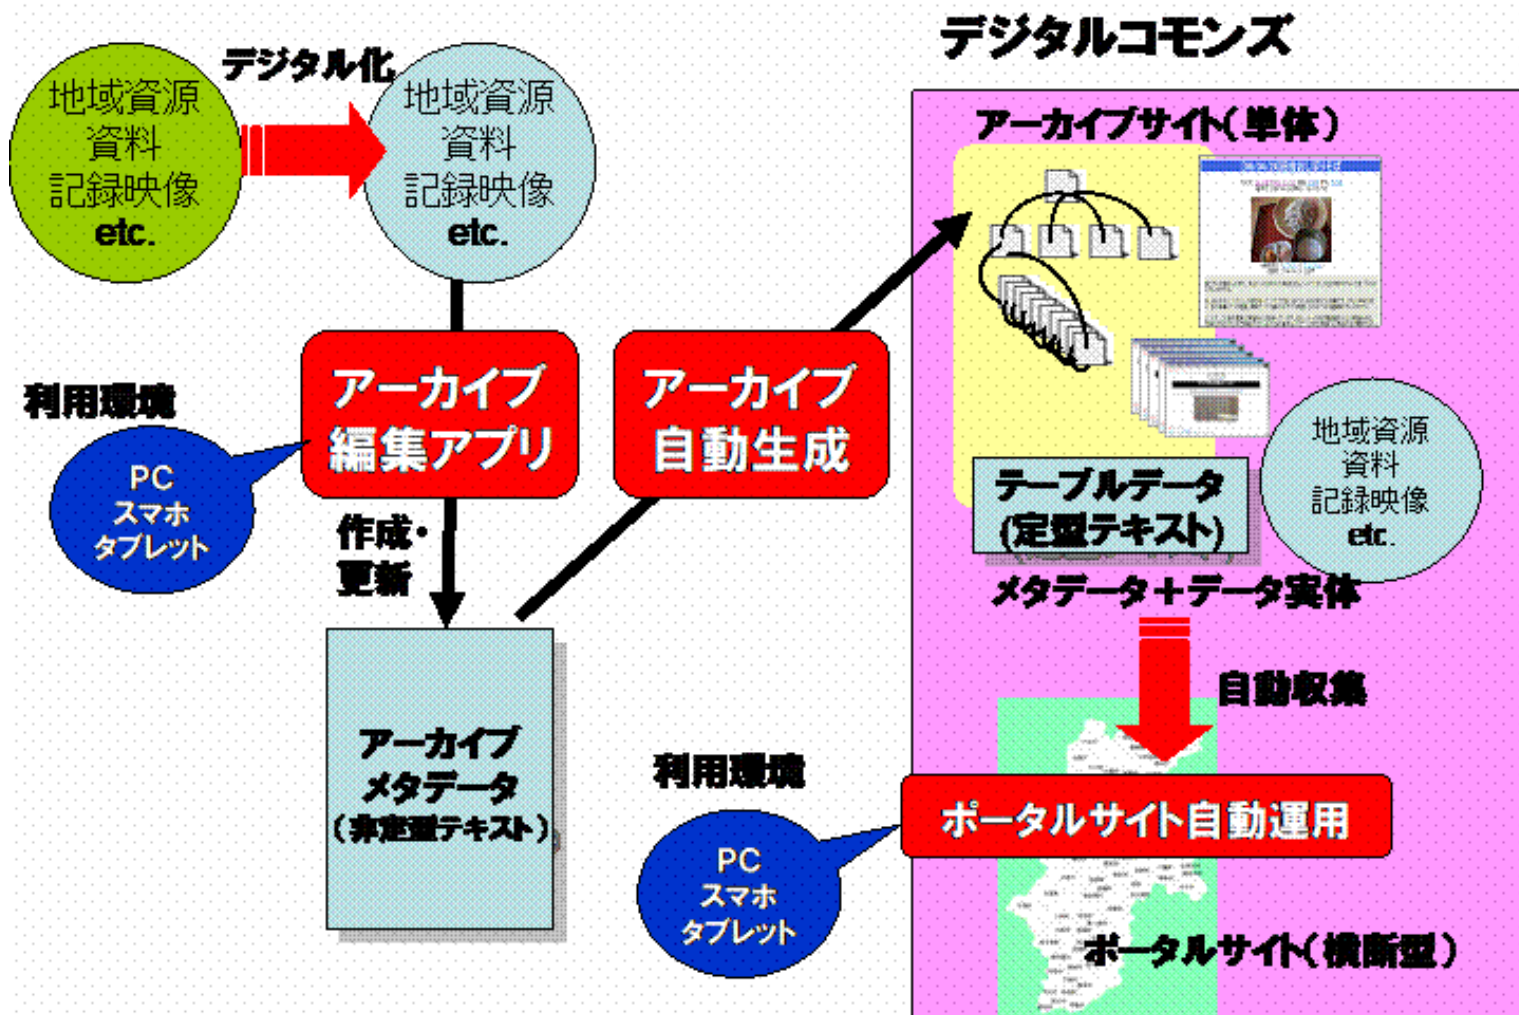 デジタルコモンズ
デジタル化
地域資源
資料
記録映像
etc.
地域資源
資料
記録映像
etc.
アーカイブサイト(単体)
利用環境
PC
スマホ
タブレット
アーカイブ
編集アプリ
アーカイブ
自動生成
作成・
更新
テーブルデータ
(定型テキスト)
地域資源
資料
記録映像
etc.
メタデータ+データ実体
自動収集
アーカイブ
メタデータ
(非定型テキスト)
利用環境
PC
スマホ
タブレット
ポータルサイト自動運用
ポータルサイト(横断型)